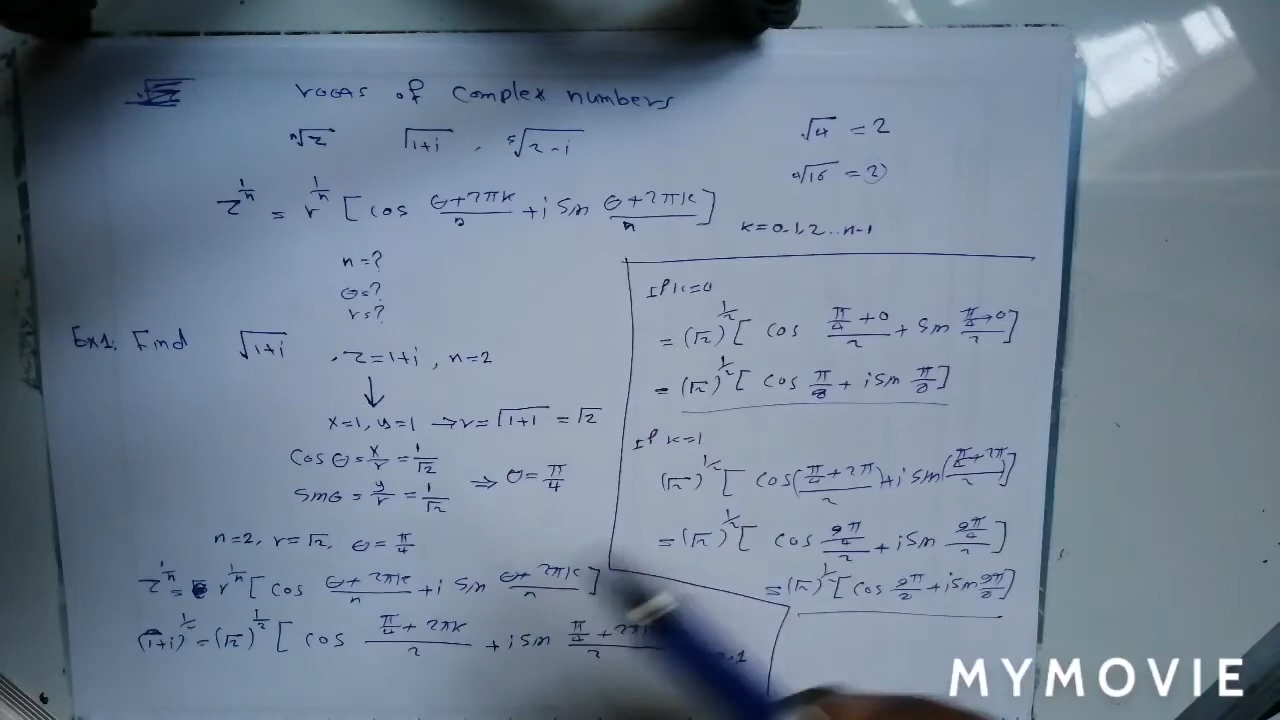 roots of complex numbers
ⁿ√z √1+i , ⁵√2-i
√4 = 2
⁴√16 = 2
z^(1/n) = r^(1/n) [ cos (θ+2πk)/n + i sin (θ+2πk)/n ] k=0,1,2...n-1
n=?
θ=?
r=?
Ex1: Find √1+i . z=1+i , n=2
↓
x=1, y=1 → r=√1+1 = √2
cos θ = x/r = 1/√2
sin θ = y/r = 1/√2 ⇒ θ = π/4
n=2, r=√2, θ = π/4
z^(1/n) = r^(1/n) [ cos (θ+2πk)/n + i sin (θ+2πk)/n ]
(1+i)^(1/2) = (√2)^(1/2) [ cos (π/4 + 2πk)/2 + i sin (π/4 + 2πk)/2
If k=0
= (√2)^(1/2) [ cos (π/4 + 0)/2 + sin (π/4 + 0)/2 ]
= (√2)^(1/2) [ cos π/8 + i sin π/8 ]
If k=1
(√2)^(1/2) [ cos (π/4 + 2π)/2 + i sin (π/4 + 2π)/2 ]
= (√2)^(1/2) [ cos (9π/4)/2 + i sin (9π/4)/2 ]
= (√2)^(1/2) [ cos 9π/8 + i sin 9π/8 ]
MYMOVIE